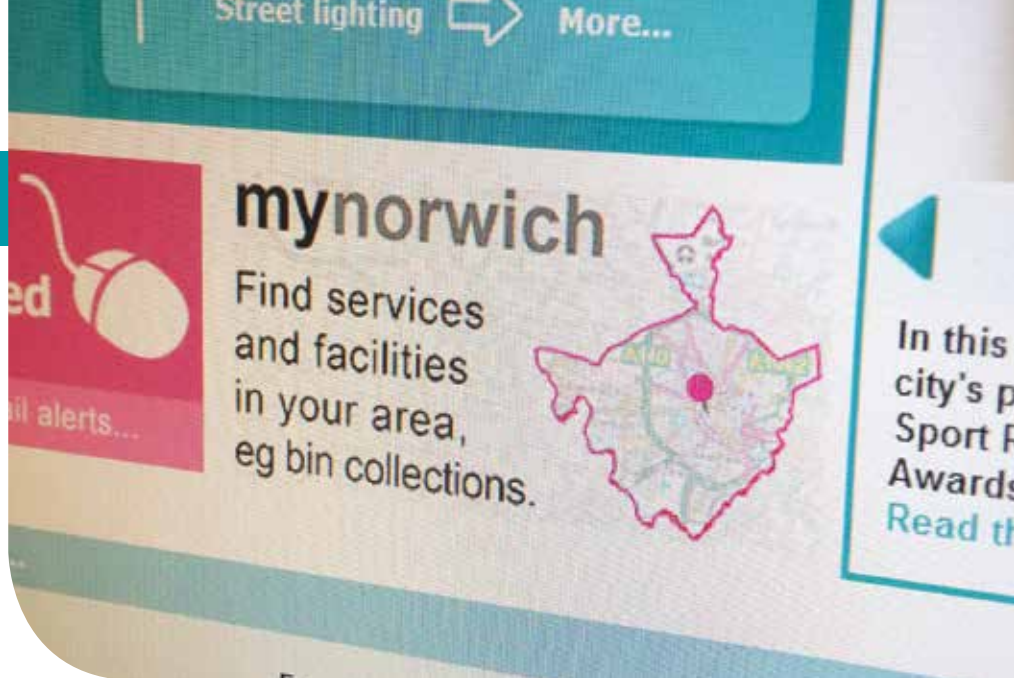 Street lighting More...
mynorwich
Find services
and facilities
in your area,
eg bin collections.
ed
il alerts...
In this
city's p
Sport
Awards
Read th